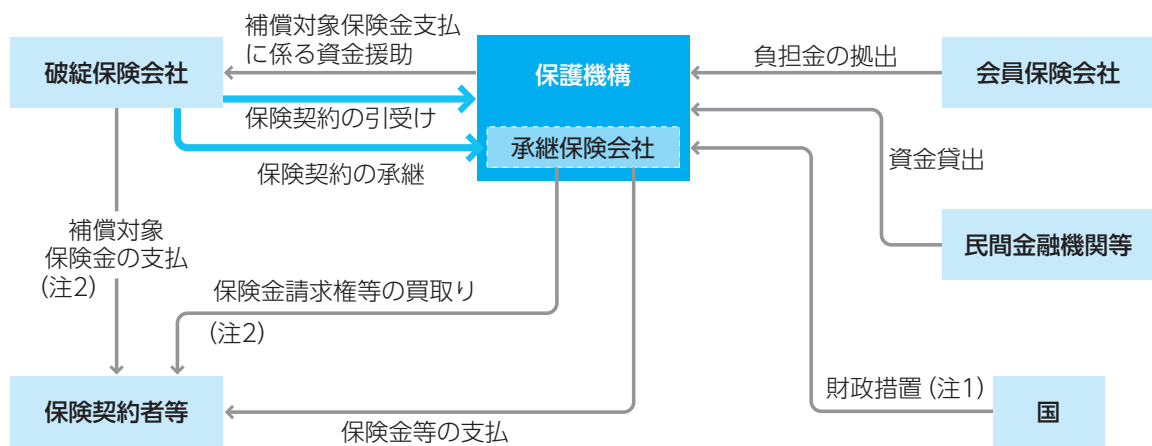 補償対象保険金支払
に係る資金援助
破綻保険会社
保護機構
負担金の拠出
会員保険会社
保険契約の引受け
承継保険会社
保険契約の承継
資金貸出
補償対象
保険金の支払
(注2)
民間金融機関等
保険金請求権等の買取り
(注2)
財政措置 (注1)
保険契約者等
保険金等の支払
国